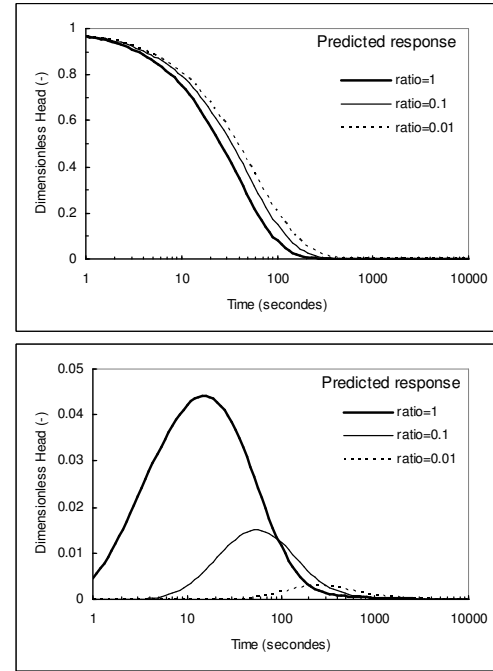 Predicted response
ratio=1
ratio=0.1
ratio=0.01
Dimensionless Head (-)
1
0.8
0.6
0.4
0.2
0
1 10 100 1000 10000
Time (secondes)
Predicted response
ratio=1
ratio=0.1
ratio=0.01
Dimensionless Head (-)
0.05
0.04
0.03
0.02
0.01
0
1 10 100 1000 10000
Time (secondes)